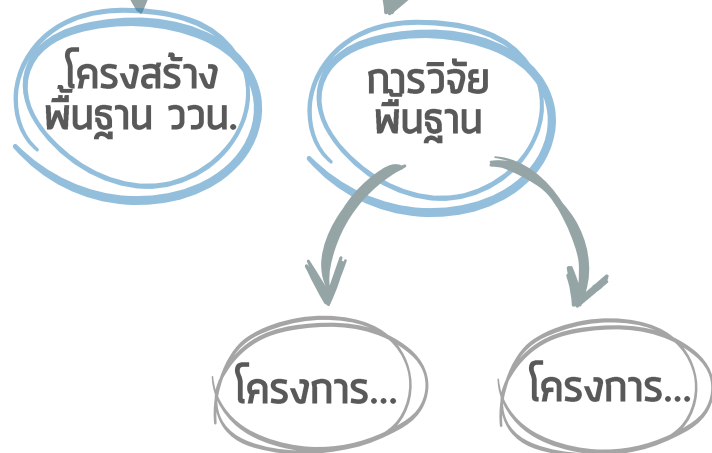 โครงสร้าง
พื้นฐาน ววน.
การวิจัย
พื้นฐาน
โครงการ...
โครงการ...